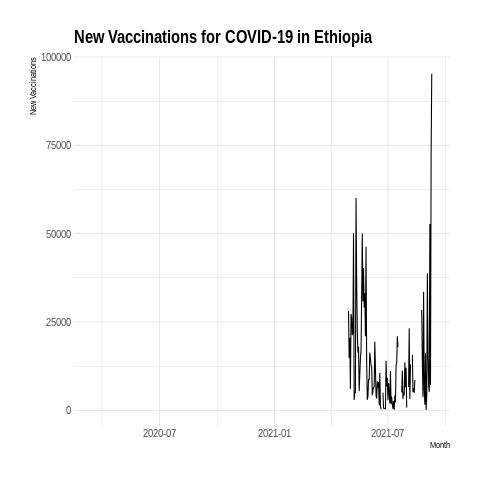 New Vaccinations for COVID-19 in Ethiopia
New Vaccinations
100000
75000
50000
25000
0
2020-07
2021-01
2021-07
Month